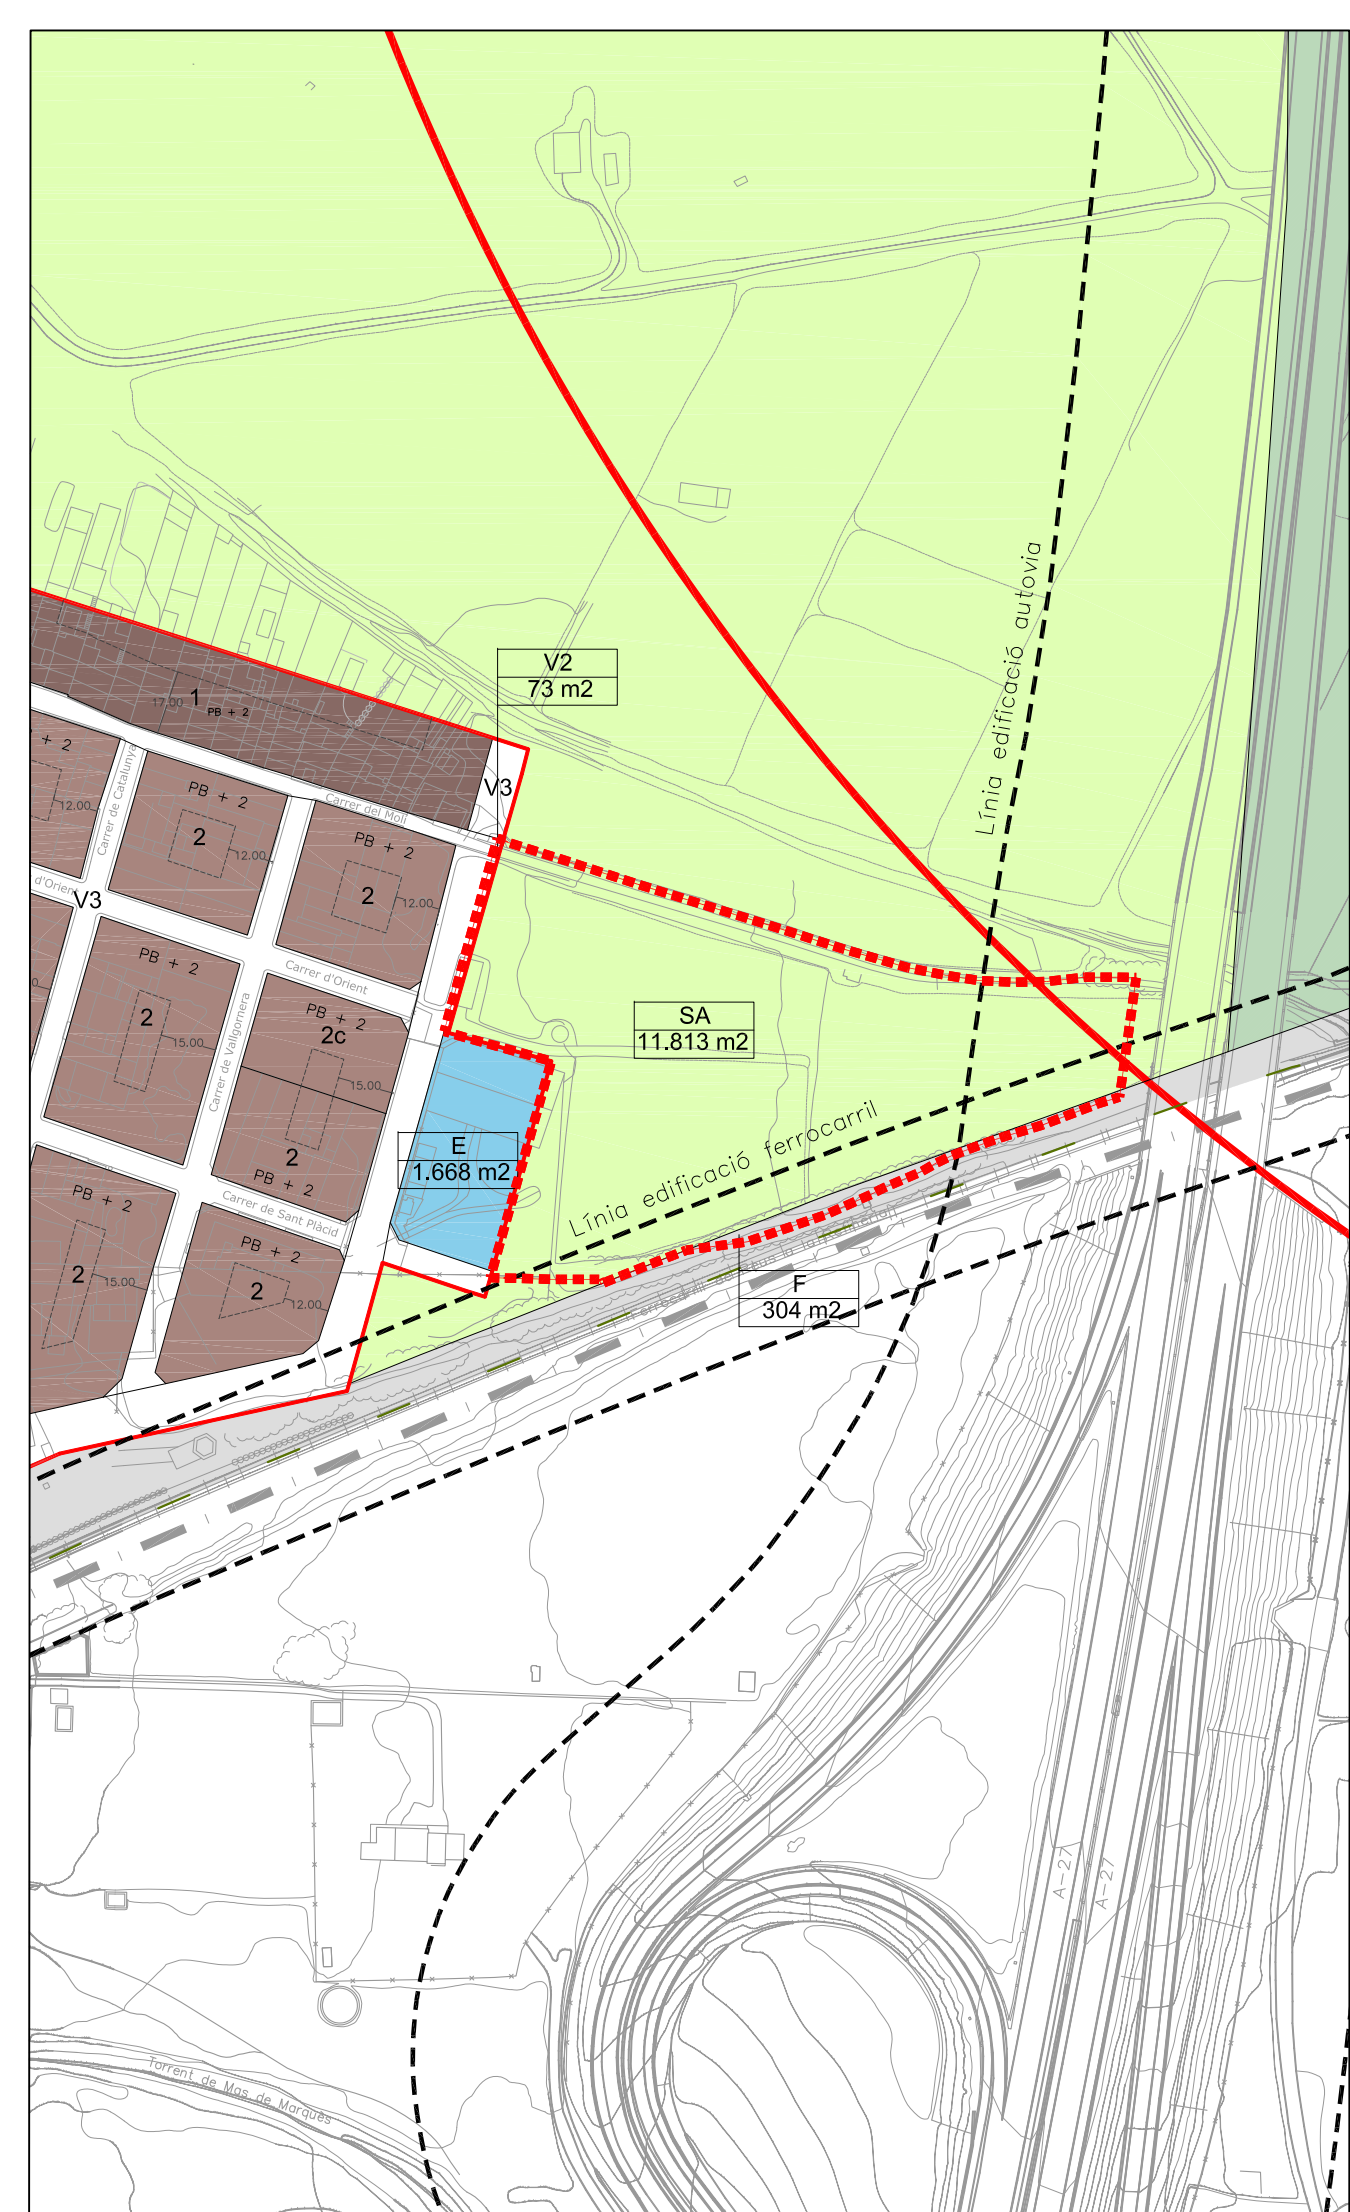 Línia edificació autovia
V2
73 m2
1
17.00
PB + 2
+ 2
V3
12.00
Carrer de Catalunya
PB + 2
2
12.00
Carrer del Molí
PB + 2
2
12.00
d'Orient
V3
PB + 2
2
15.00
Carrer de Vallgornera
Carrer d'Orient
PB + 2
2c
15.00
2
PB + 2
SA
11.813 m2
E
1.668 m2
Línia edificació ferrocarril
Carrer de Sant Plàcid
PB + 2
2
15.00
PB + 2
2
12.00
F
304 m2
A-27
A-27
Torrent de Mas de Marquès